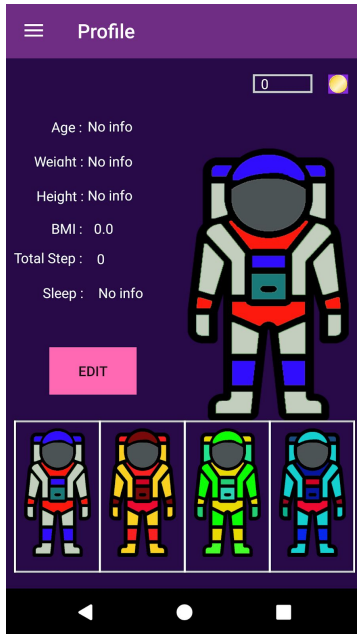 Profile
0
Age : No info
Weight : No info
Height : No info
BMI : 0.0
Total Step : 0
Sleep : No info
EDIT